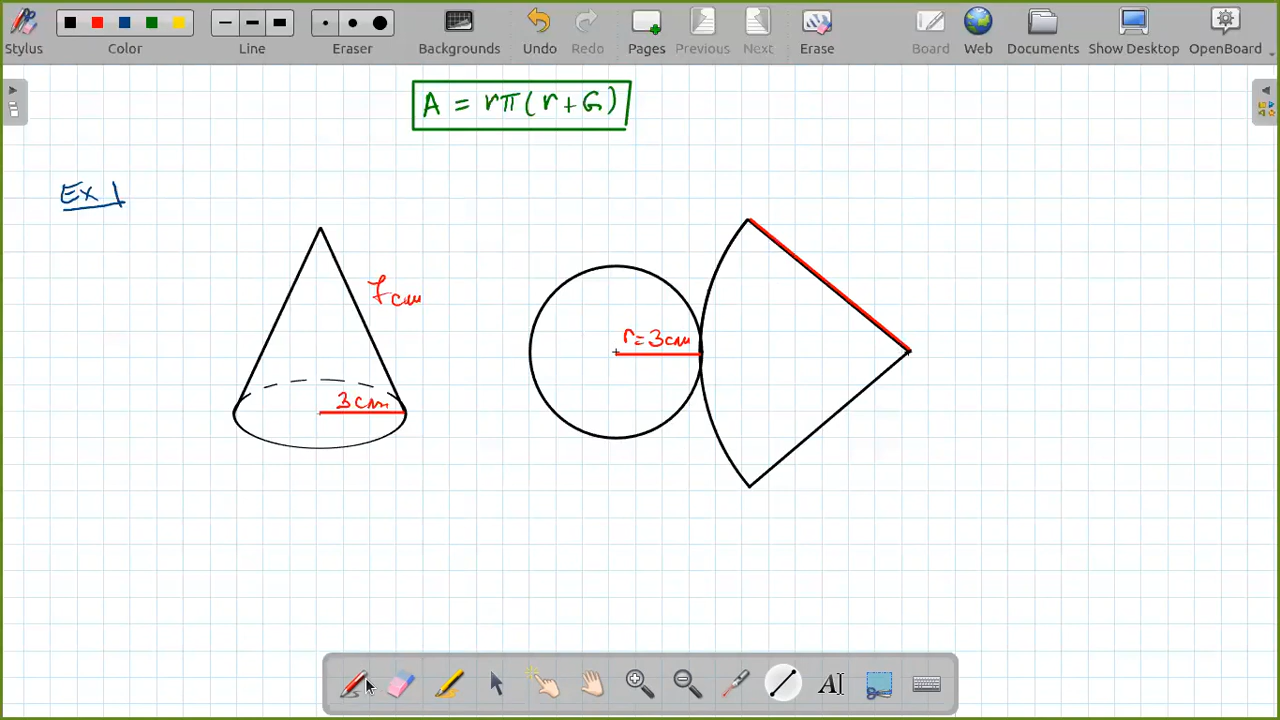 Stylus Color Line Eraser Backgrounds Undo Redo Pages Previous Next Erase Board Web Documents Show Desktop OpenBoard
A = rπ(r+G)
Ex 1
7cm
3cm
r=3cm
AI